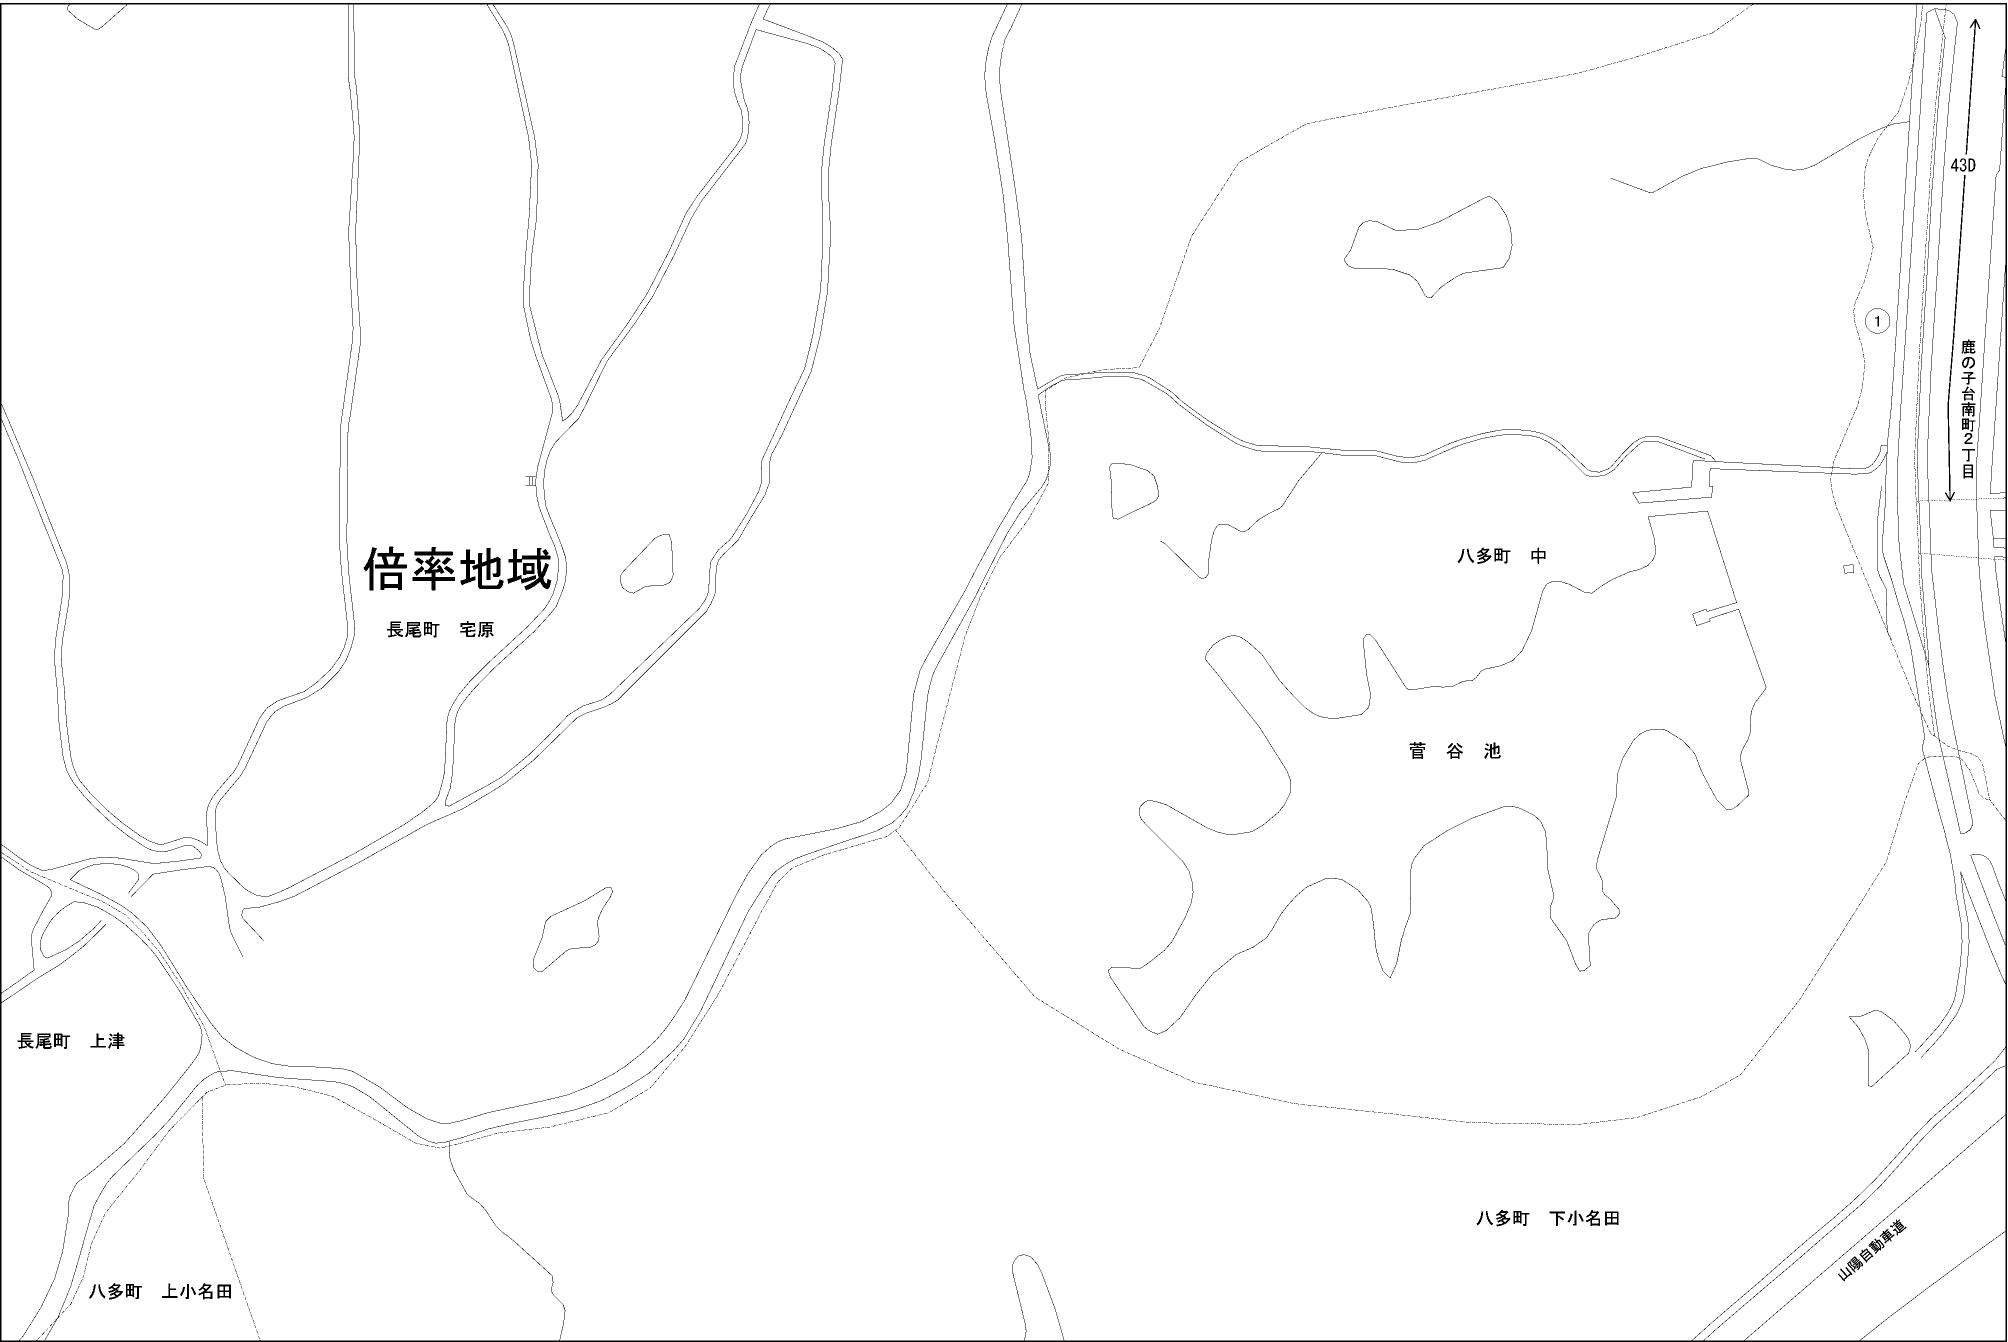 43D
1
鹿の子台南町2丁目
八多町　中
倍率地域
長尾町　宅原
菅　谷　池
長尾町　上津
八多町　下小名田
山陽自動車道
八多町　上小名田